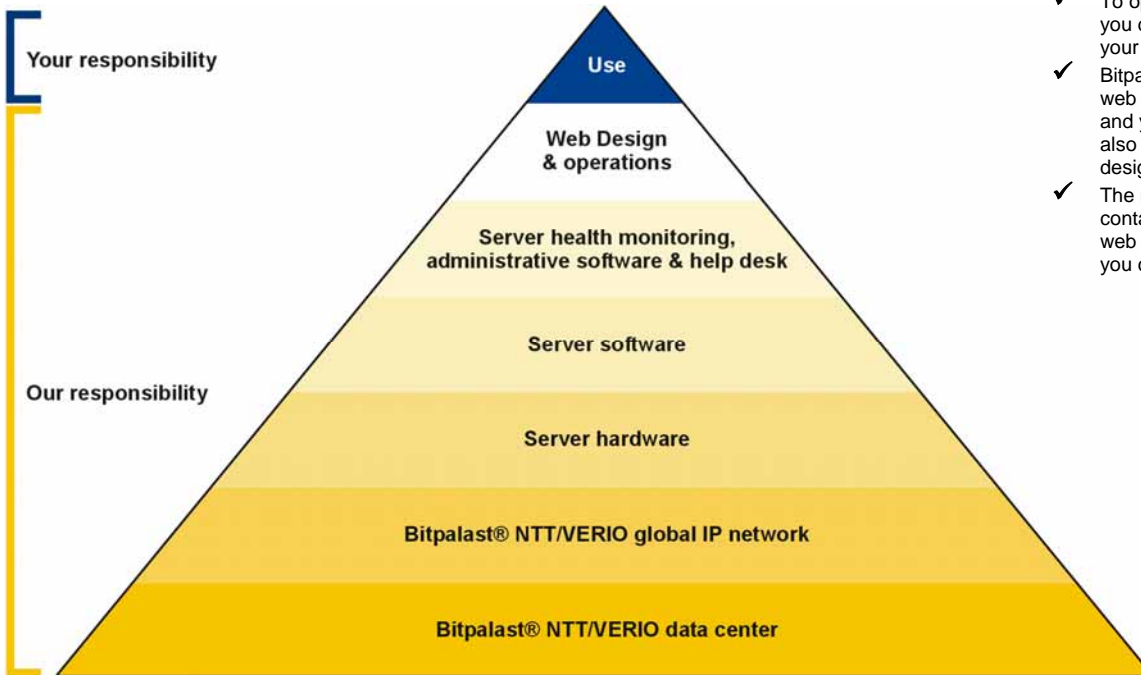 Your responsibility
Use
Web Design
& operations
Server health monitoring,
administrative software & help desk
Server software
Our responsibility
Server hardware
Bitpalast® NTT/VERIO global IP network
Bitpalast® NTT/VERIO data center
you
your
web
and
also
The
web
you